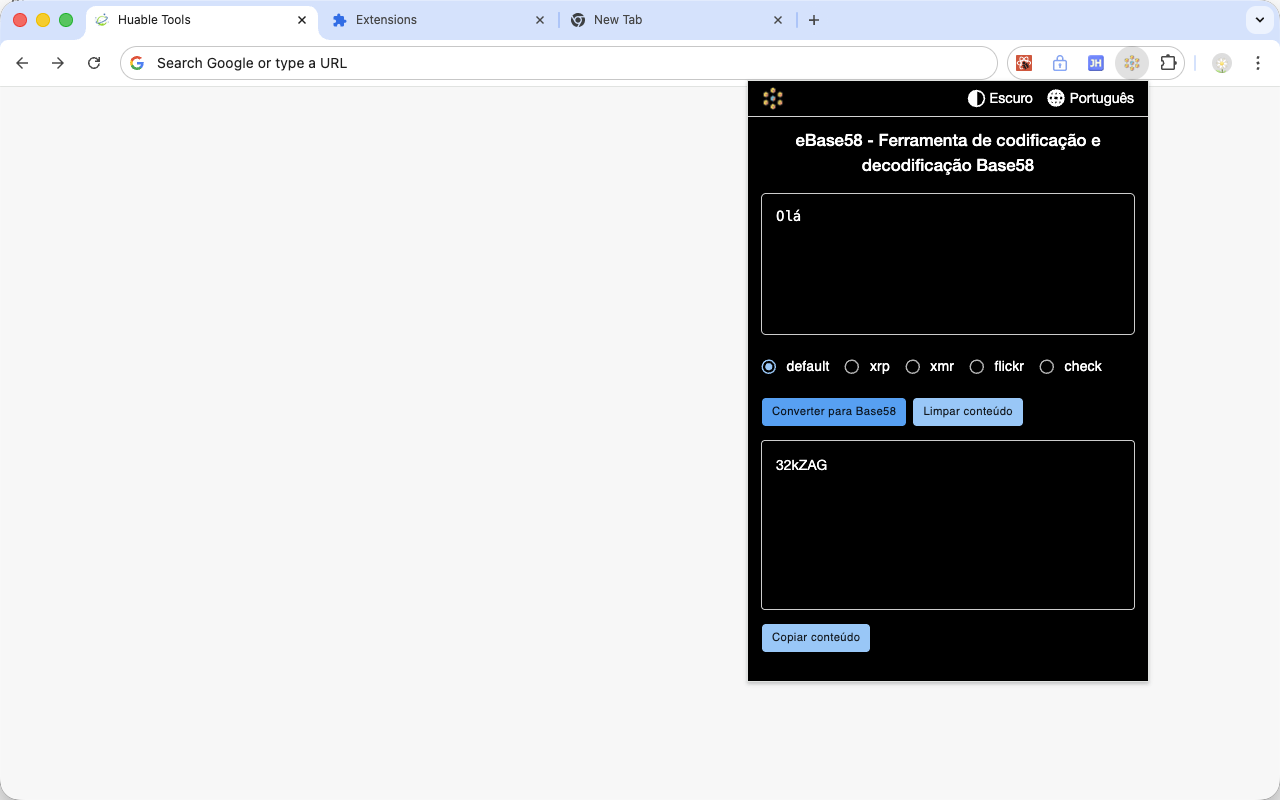 Huable Tools
Extensions
New Tab
Search Google or type a URL
JH
Escuro
Português
eBase58 - Ferramenta de codificação e
decodificação Base58
Olá
default xrp xmr flickr check
Converter para Base58
Limpar conteúdo
32kZAG
Copiar conteúdo